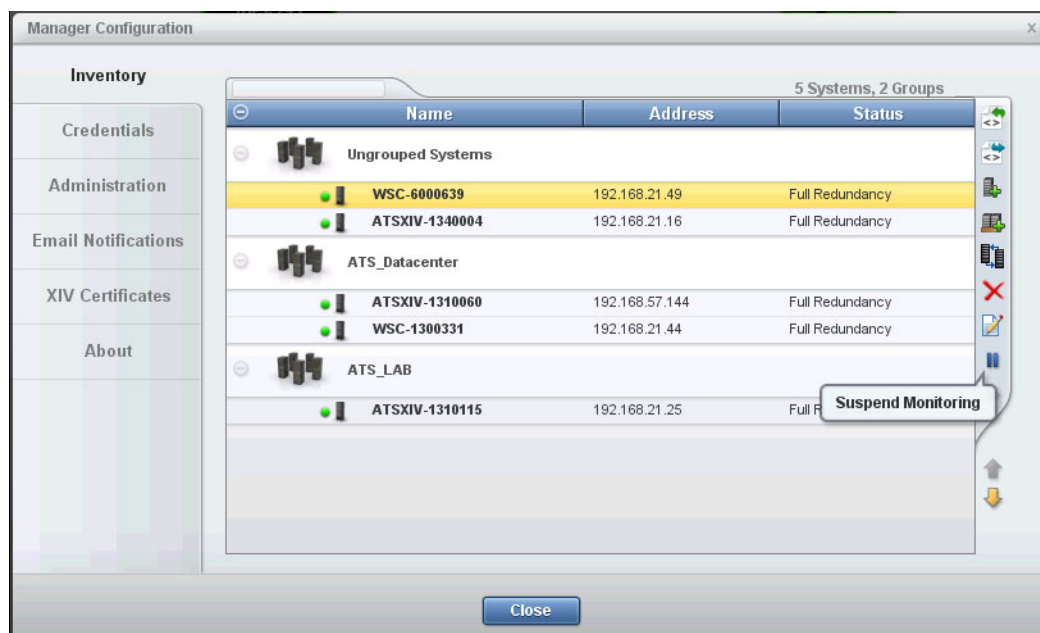 Manager Configuration
x
Inventory
Credentials
Administration
Email Notifications
XIV Certificates
About
5 Systems, 2 Groups
Name Address Status
Ungrouped Systems
WSC-6000639 192.168.21.49 Full Redundancy
ATSXIV-1340004 192.168.21.16 Full Redundancy
ATS_Datacenter
ATSXIV-1310060 192.168.57.144 Full Redundancy
WSC-1300331 192.168.21.44 Full Redundancy
ATS_LAB
ATSXIV-1310115 192.168.21.25 Full R
Suspend Monitoring
Close